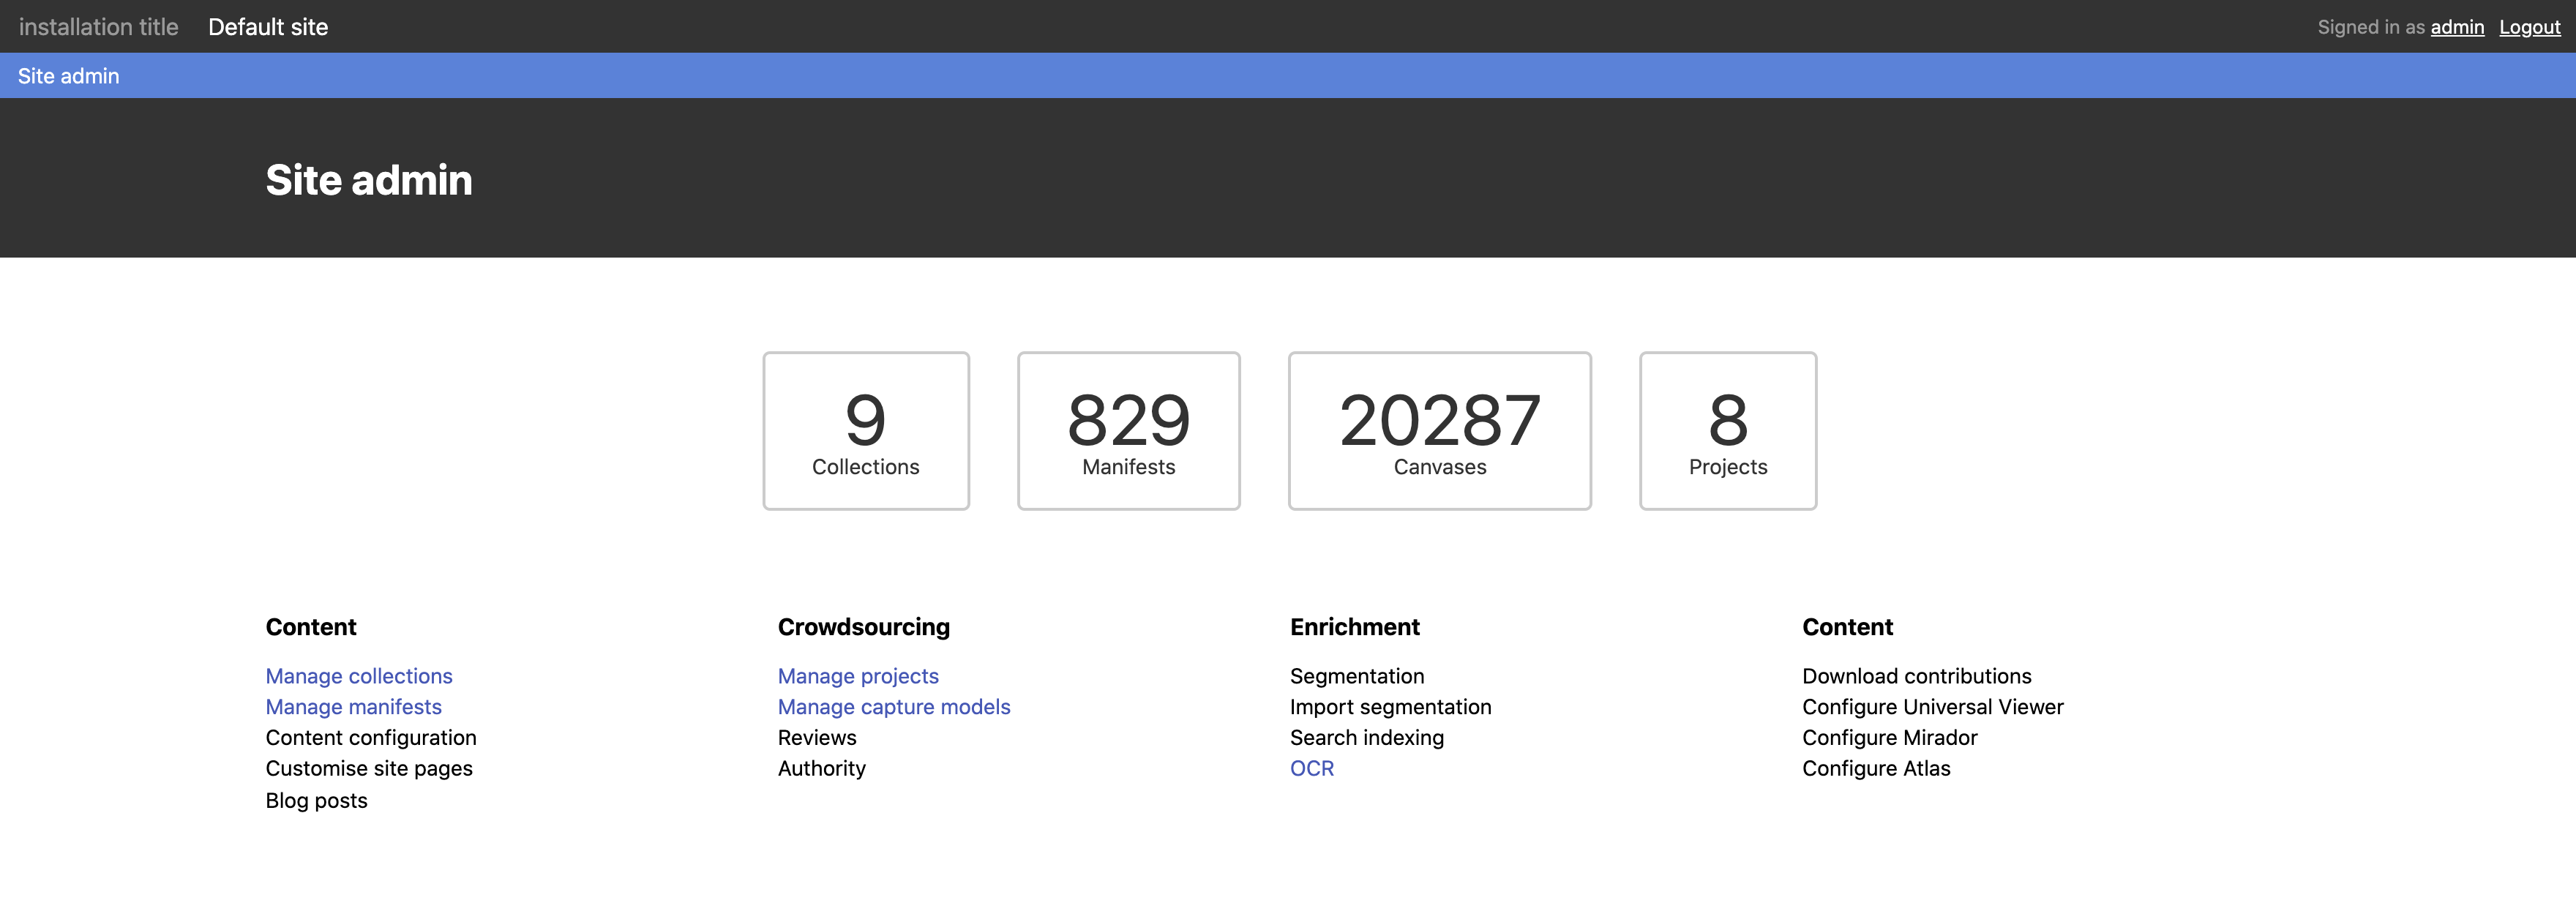 installation title Default site Signed in as admin Logout
Site admin
Site admin
9
Collections
829
Manifests
20287
Canvases
8
Projects
Content
Manage collections
Manage manifests
Content configuration
Customise site pages
Blog posts
Crowdsourcing
Manage projects
Manage capture models
Reviews
Authority
Enrichment
Segmentation
Import segmentation
Search indexing
OCR
Content
Download contributions
Configure Universal Viewer
Configure Mirador
Configure Atlas